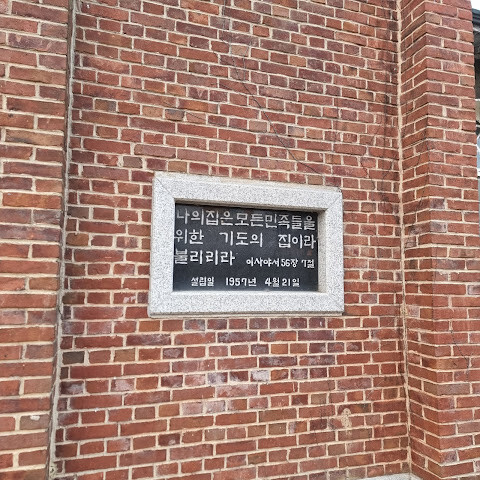 나의집은모든민족들을
위한 기도의 집이라
불리리라 이사야서56장 7절
설립일 1957년 4월21일